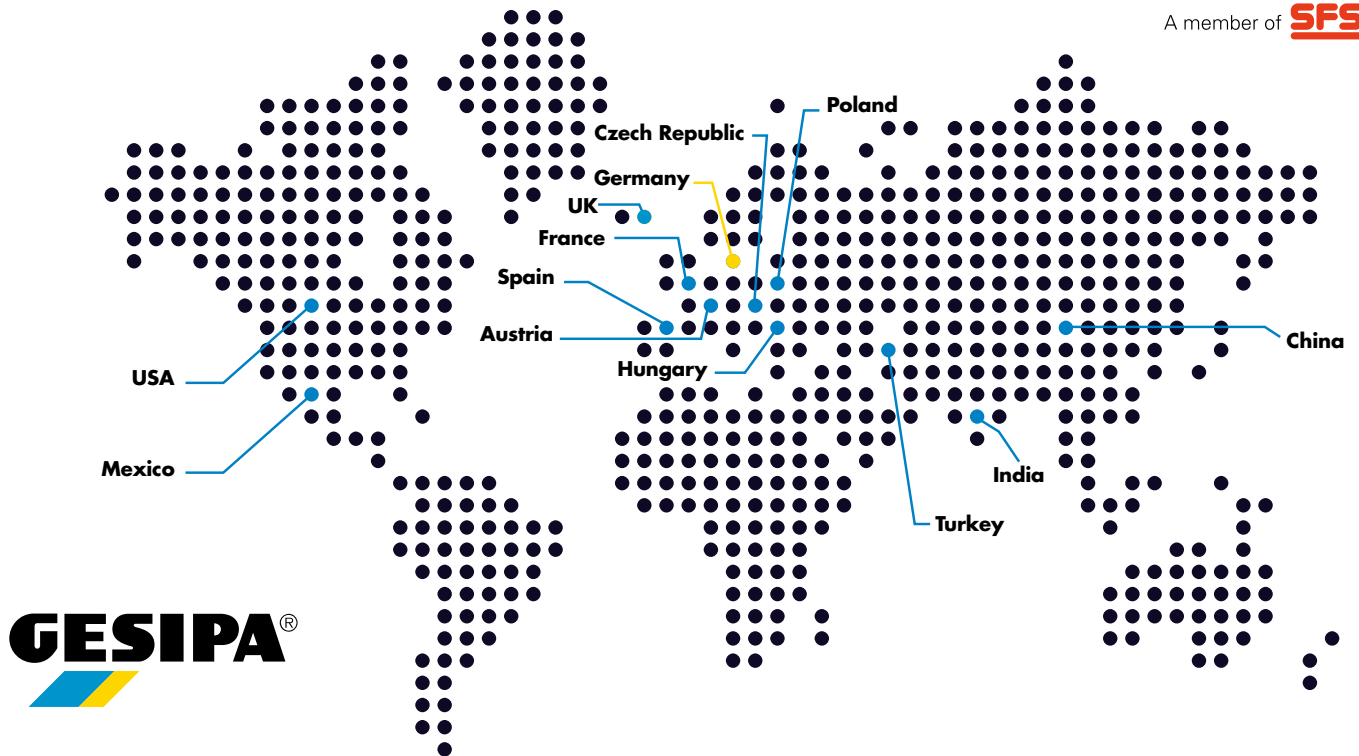 A member of SFS
Poland
Czech Republic
Germany
UK
France
Spain
Austria
Hungary
China
USA
Mexico
India
Turkey
GESIPA®